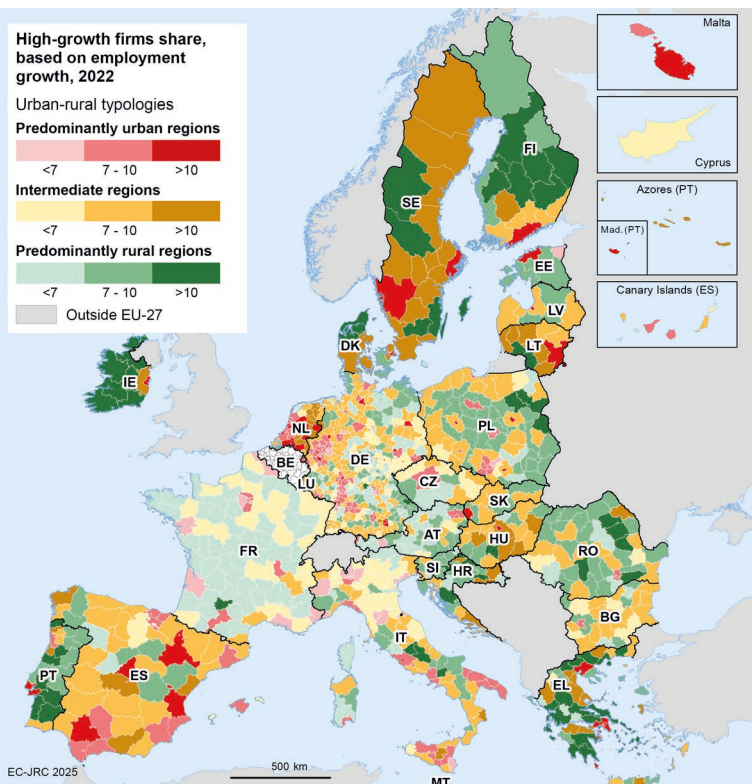 High-growth firms share,
based on employment
growth, 2022
Urban-rural typologies
Predominantly urban regions
<7 7 - 10 >10
Intermediate regions
<7 7 - 10 >10
Predominantly rural regions
<7 7 - 10 >10
Outside EU-27
Malta
Cyprus
Azores (PT)
Mad. (PT)
Canary Islands (ES)
FI
SE
EE
LV
LT
DK
IE
NL
PL
BE
DE
LU
CZ
SK
AT
HU
FR
RO
SI
HR
BG
IT
PT
ES
EL
EC-JRC 2025
500 km
MT